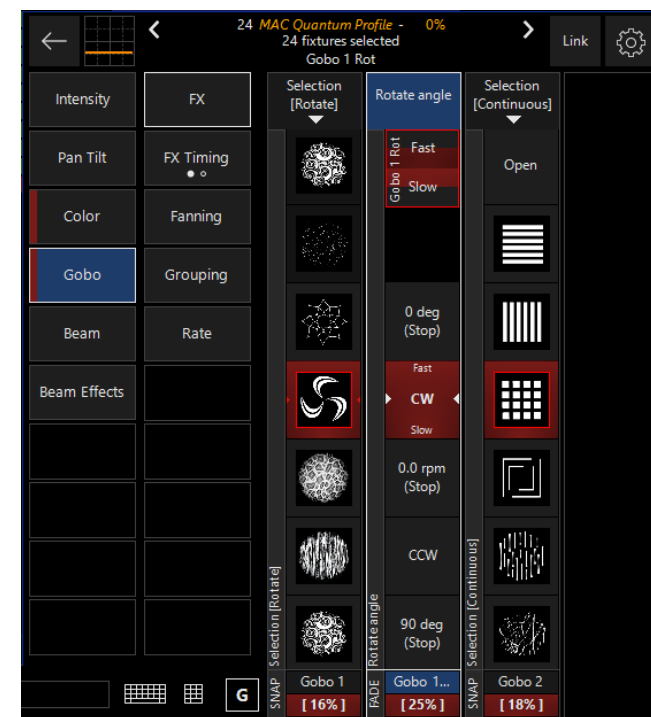 24 MAC Quantum Profile - 0%
24 fixtures selected
Gobo 1 Rot
Link
Intensity
FX
Selection
[Rotate]
Rotate angle
Selection
[Continuous]
Pan Tilt
FX Timing
Gobo 1 Rot
Fast
Slow
Open
Color
Fanning
Gobo
Grouping
Beam
Rate
0 deg
(Stop)
Beam Effects
Fast
CW
Slow
0.0 rpm
(Stop)
CCW
90 deg
(Stop)
Selection [Rotate]
Rotate angle
Selection [Continuous]
G
SNAP
Gobo 1
[ 16% ]
FADE
Gobo 1...
[ 25% ]
SNAP
Gobo 2
[ 18% ]